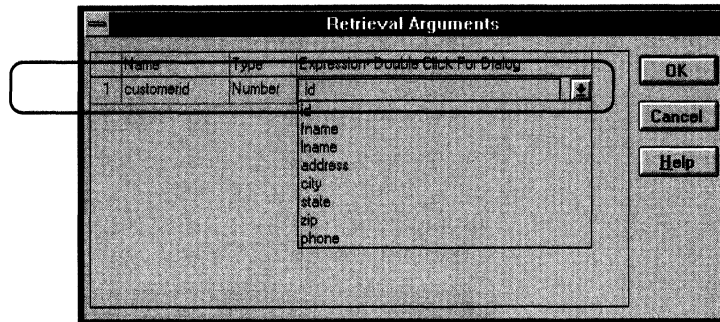 Retrieval Arguments
Name Type Expression: Double Click For Dialog
OK
1 customerid Number id
id
Cancel
fname
lname
address
Help
city
state
zip
phone